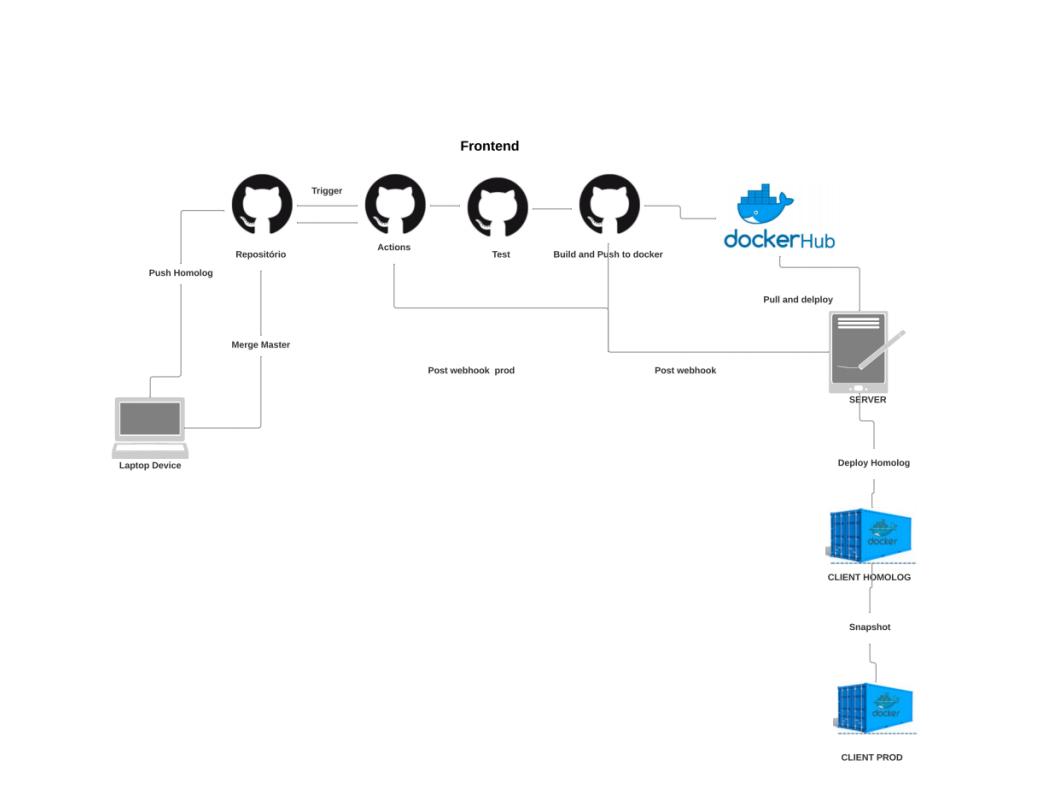 Frontend
Trigger
Repositório
Actions
Test
Build and Push to docker
dockerHub
Push Homolog
Pull and delploy
Merge Master
Post webhook  prod
Post webhook
SERVER
Laptop Device
Deploy Homolog
docker
CLIENT HOMOLOG
Snapshot
docker
CLIENT PROD